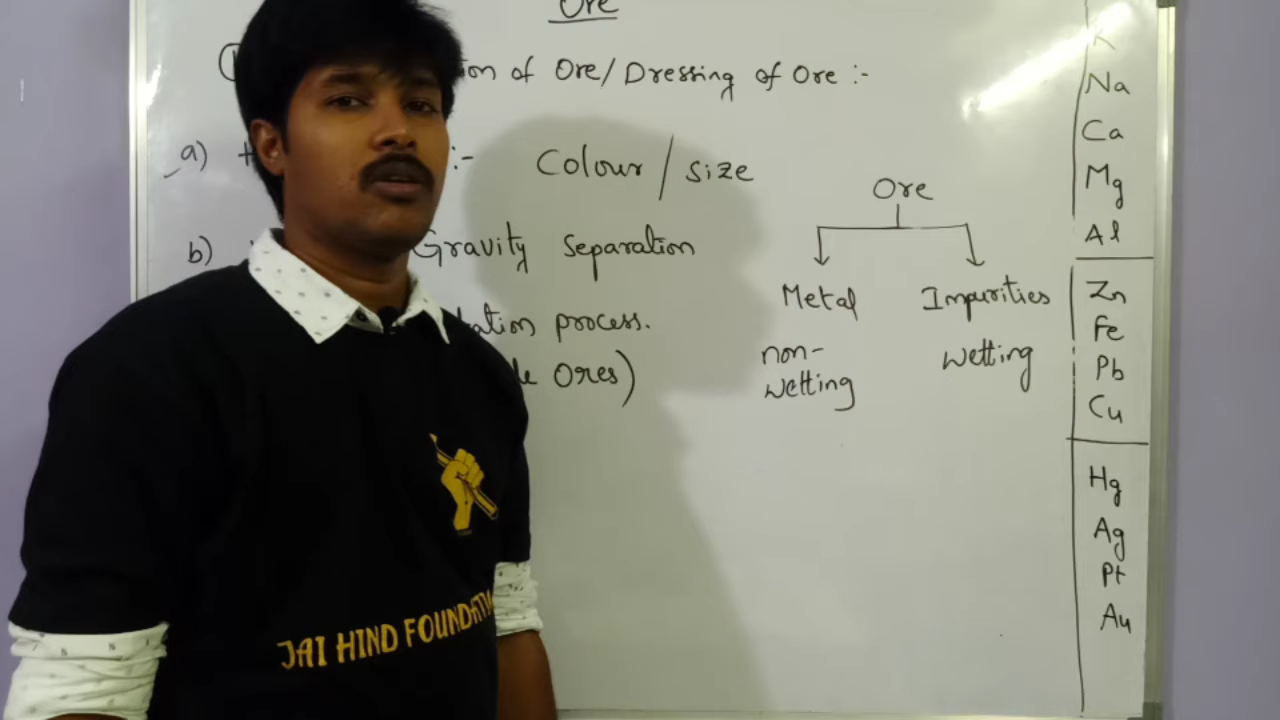 Ore
ion of Ore/Dressing of Ore :-
a) :- Colour / size
b) Gravity Separation
ation process.
Ores)
Ore
Metal Impurities
non- wetting
wetting
K
Na
Ca
Mg
Al
Zn
Fe
Pb
Cu
Hg
Ag
Pt
Au
JAI HIND FOUNDATI